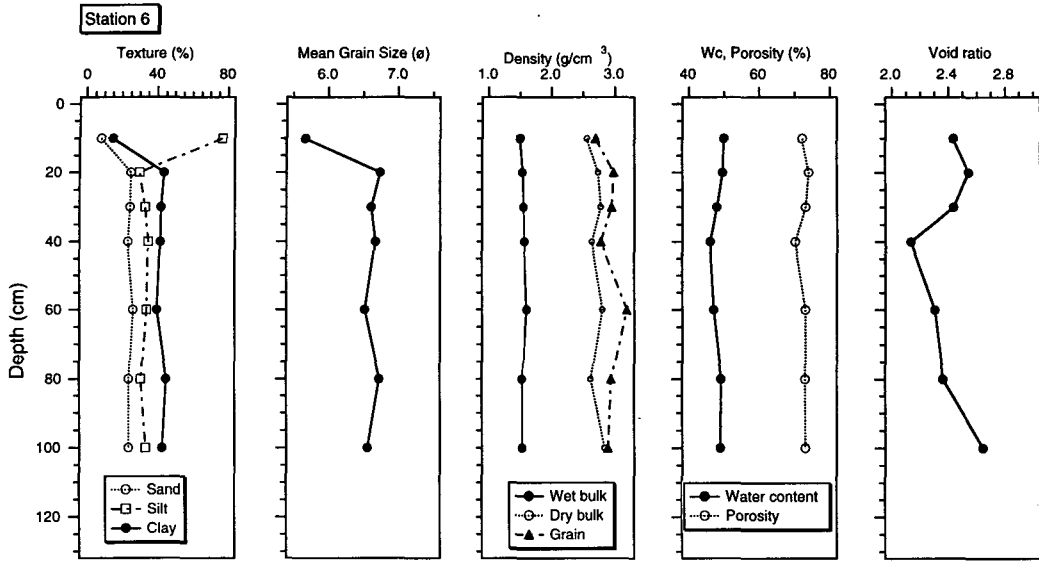 Station 6
Texture (%)
0 40 80
Mean Grain Size (ø)
6.0 7.0
Density (g/cm 3)
1.0 2.0 3.0
Wc, Porosity (%)
40 60 80
Void ratio
2.0 2.4 2.8
Depth (cm)
0
20
40
60
80
100
120
Sand
Silt
Clay
Wet bulk
Dry bulk
Grain
Water content
Porosity